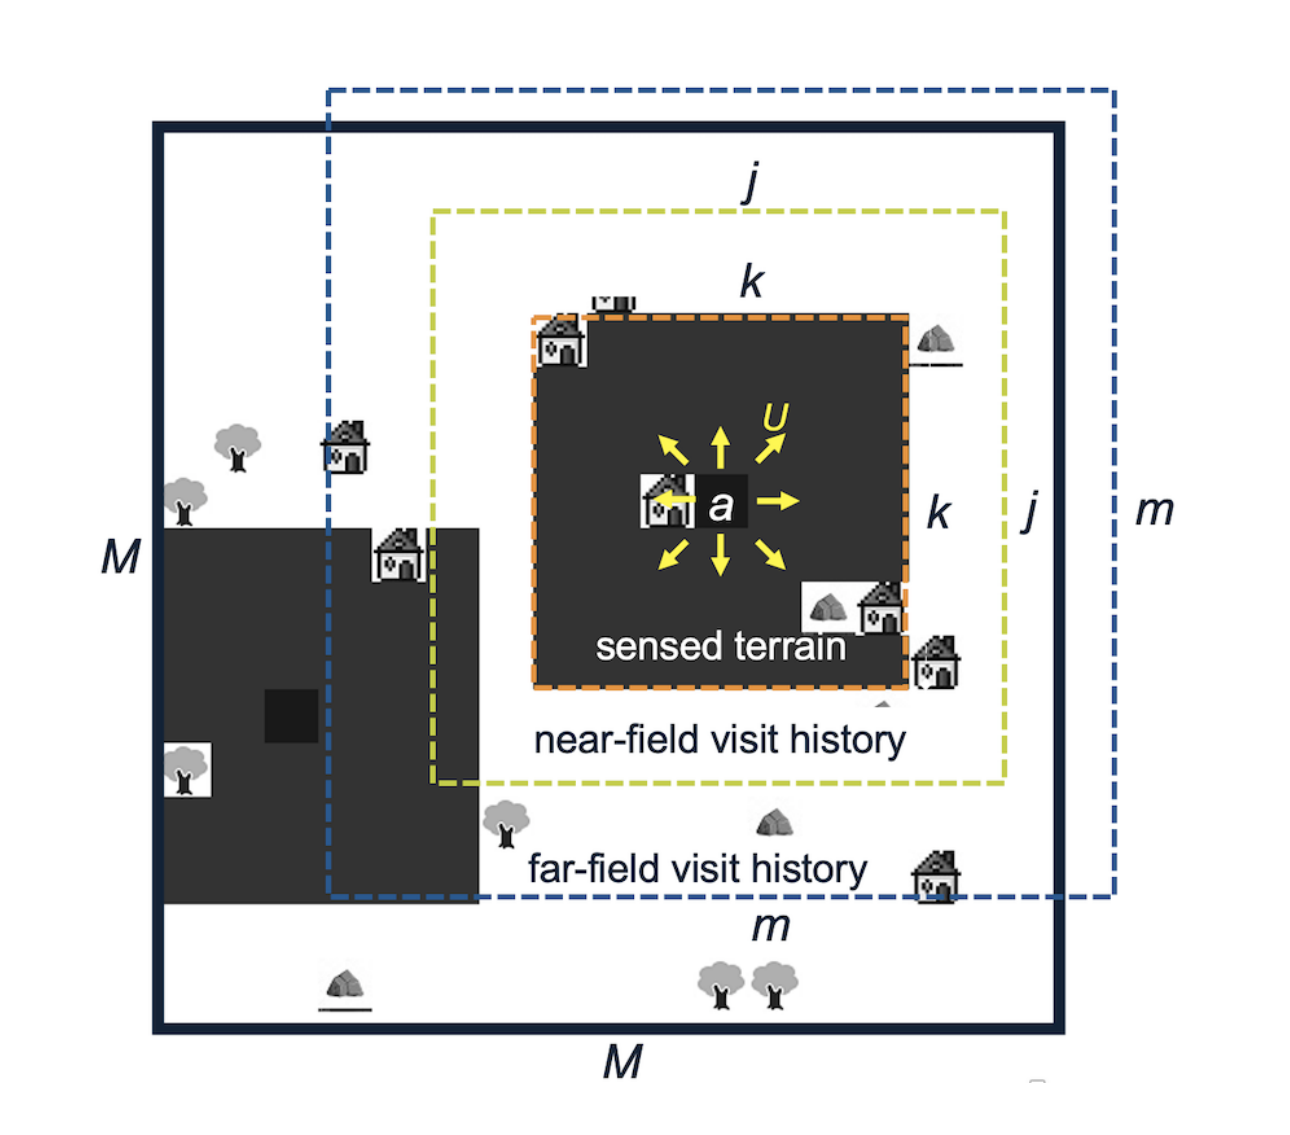 j
k
U
a
k
j
m
M
sensed terrain
near-field visit history
far-field visit history
m
M